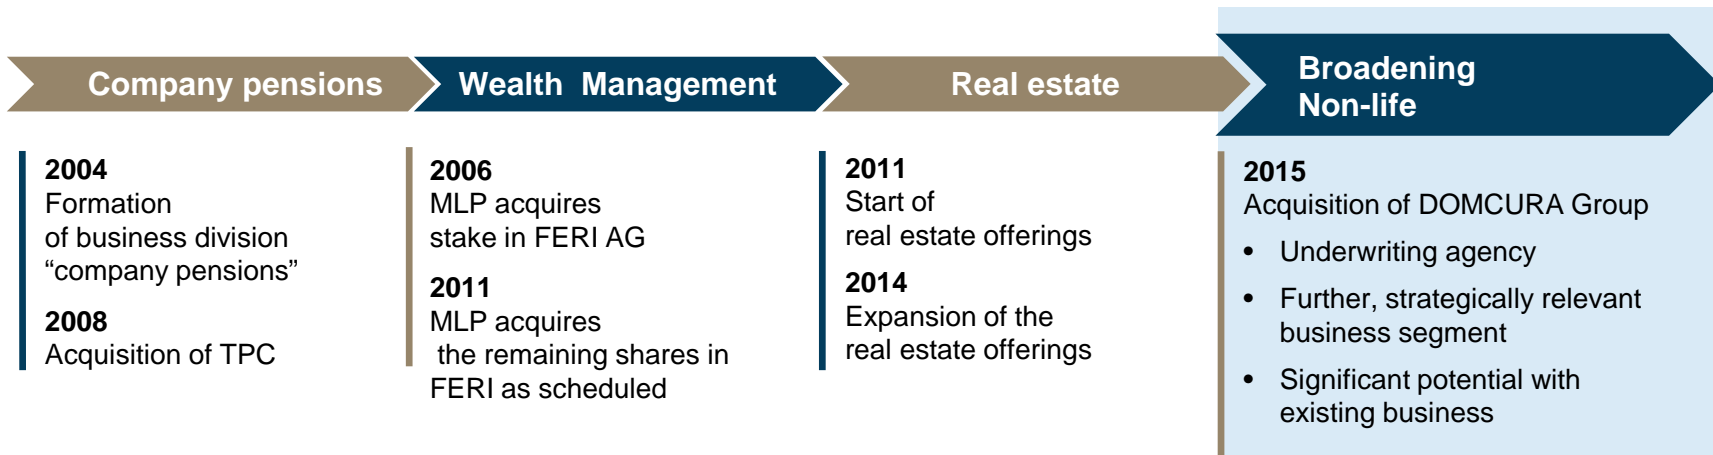 Company pensions
Wealth Management
Real estate
Broadening
Non-life
2004
Formation
of business division
“company pensions”
2008
Acquisition of TPC
2006
MLP acquires
stake in FERI AG
2011
MLP acquires
the remaining shares in
FERI as scheduled
2011
Start of
real estate offerings
2014
Expansion of the
real estate offerings
2015
Acquisition of DOMCURA Group
• Underwriting agency
• Further, strategically relevant
business segment
• Significant potential with
existing business